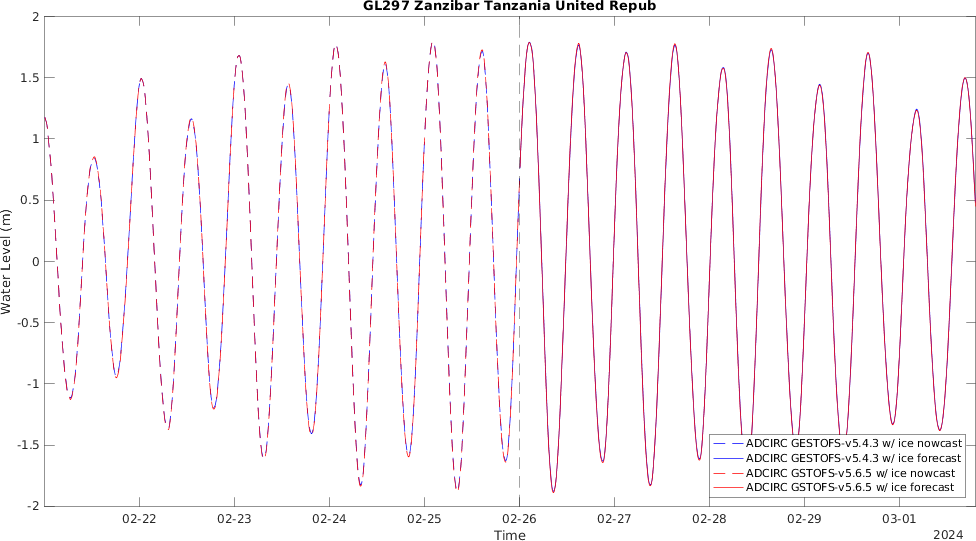 GL297 Zanzibar Tanzania United Repub
Water Level (m)
2
1.5
1
0.5
0
-0.5
-1
-1.5
-2
02-22
02-23
02-24
02-25
02-26
02-27
02-28
02-29
03-01
Time
2024
ADCIRC GESTOFS-v5.4.3 w/ ice nowcast
ADCIRC GESTOFS-v5.4.3 w/ ice forecast
ADCIRC GSTOFS-v5.6.5 w/ ice nowcast
ADCIRC GSTOFS-v5.6.5 w/ ice forecast